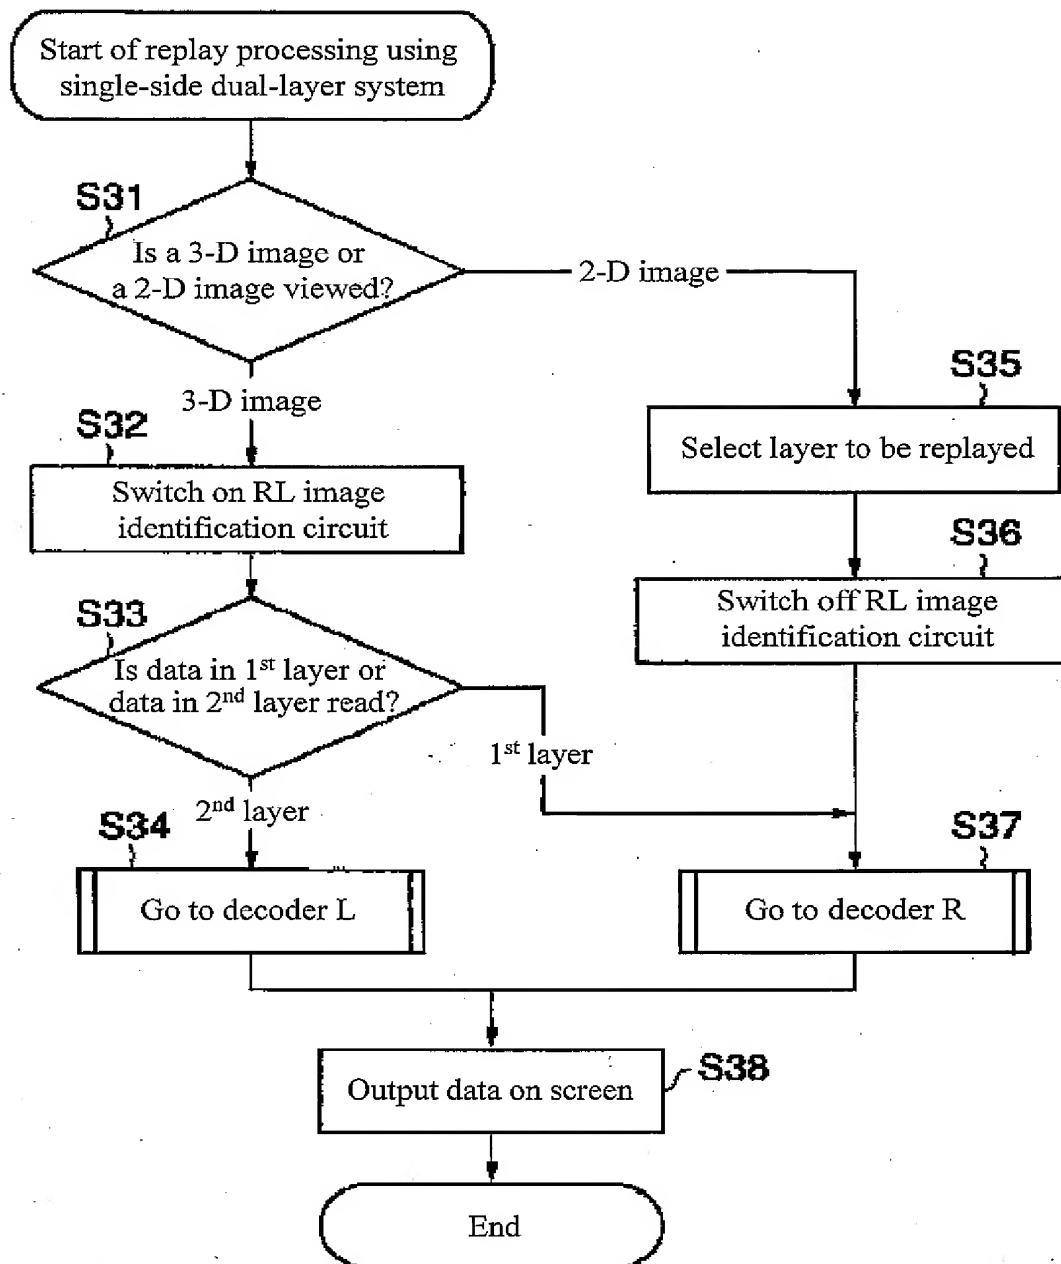 Start of replay processing using
single-side dual-layer system
S31
Is a 3-D image or
a 2-D image viewed?
2-D image
3-D image
S32
Switch on RL image
identification circuit
S33
Is data in 1st layer or
data in 2nd layer read?
1st layer
2nd layer
S34
Go to decoder L
S35
Select layer to be replayed
S36
Switch off RL image
identification circuit
S37
Go to decoder R
S38
Output data on screen
End